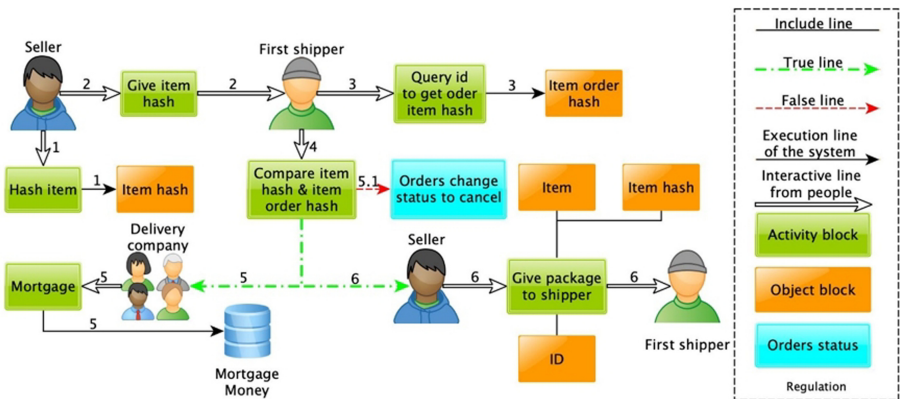 Seller
2
Give item
hash
2
First shipper
3
Query id
to get oder
item hash
3
Item order
hash
1
Hash item
1
Item hash
4
Compare item
hash & item
order hash
5.1
Orders change
status to cancel
Item
Item hash
Delivery
company
Mortgage
5
5
5
6
Seller
6
Give package
to shipper
6
First shipper
ID
Mortgage
Money
Include line
True line
False line
Execution line
of the system
Interactive line
from people
Activity block
Object block
Orders status
Regulation